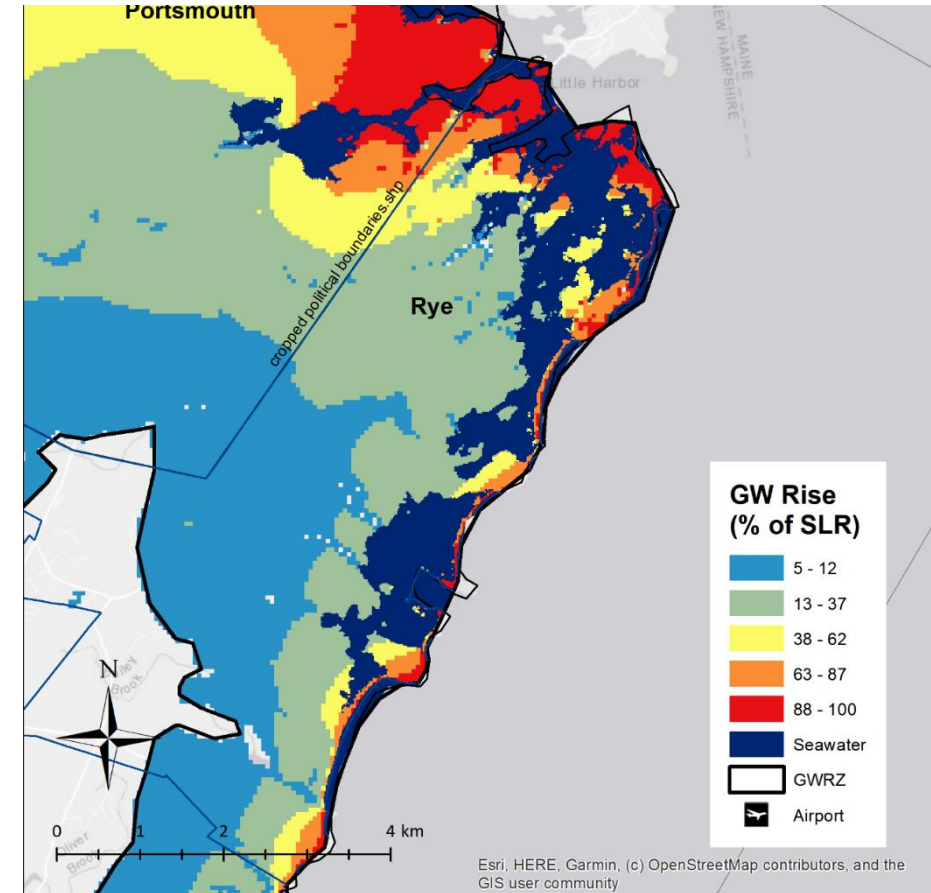 Portsmouth
Little Harbor
MAINE
NEW HAMPSHIRE
cropped political boundaries.shp
Rye
GW Rise
(% of SLR)
5 - 12
13 - 37
38 - 62
63 - 87
88 - 100
Seawater
GWRZ
Airport
N
Brook
0 1 2 4 km
Brook
Esri, HERE, Garmin, (c) OpenStreetMap contributors, and the
GIS user community